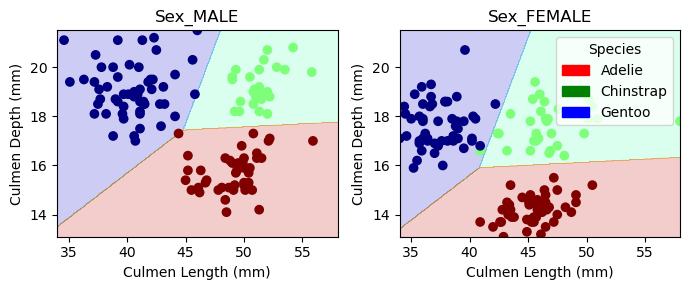 Sex_MALE
Culmen Depth (mm)
20
18
16
14
35
40
45
50
55
Culmen Length (mm)
Sex_FEMALE
Culmen Depth (mm)
20
18
16
14
35
40
45
50
55
Culmen Length (mm)
Species
Adelie
Chinstrap
Gentoo